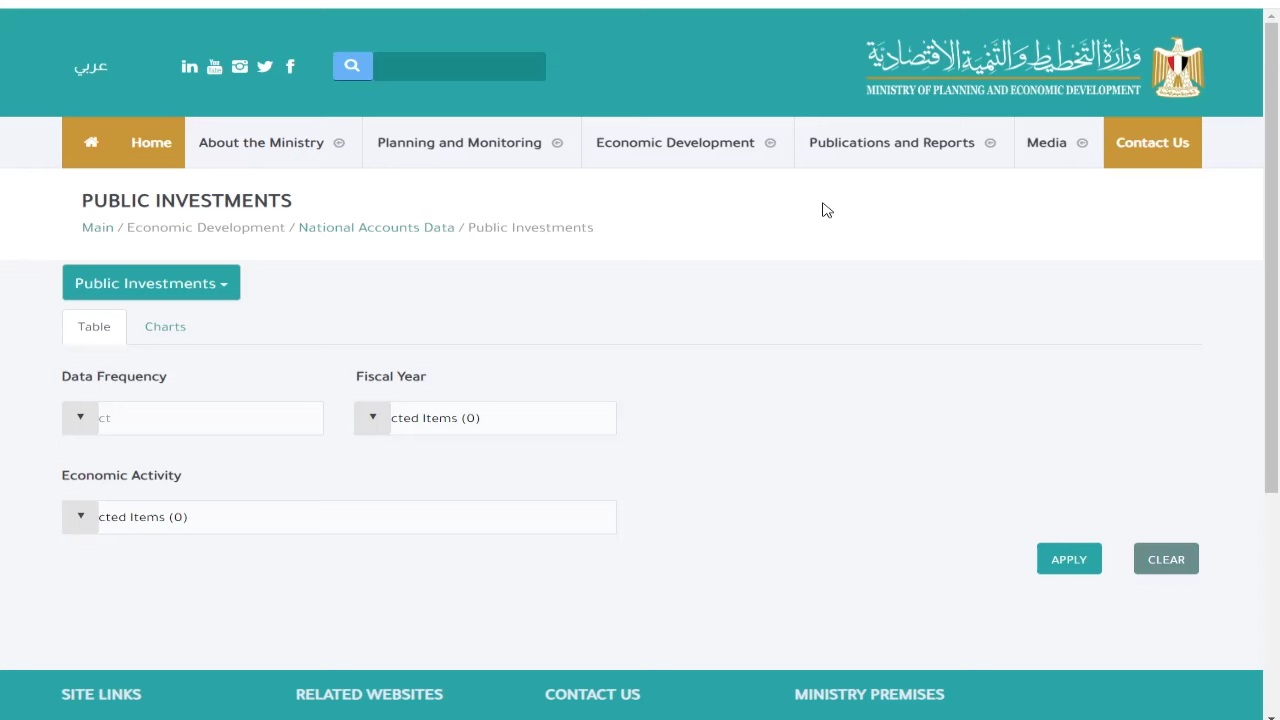 عربي
You Tube
وزارة التخطيط والتنمية الاقتصادية
MINISTRY OF PLANNING AND ECONOMIC DEVELOPMENT
Home
About the Ministry
Planning and Monitoring
Economic Development
Publications and Reports
Media
Contact Us
PUBLIC INVESTMENTS
Main / Economic Development / National Accounts Data / Public Investments
Public Investments
Table
Charts
Data Frequency
Fiscal Year
ct
cted Items (0)
Economic Activity
cted Items (0)
APPLY
CLEAR
SITE LINKS
RELATED WEBSITES
CONTACT US
MINISTRY PREMISES